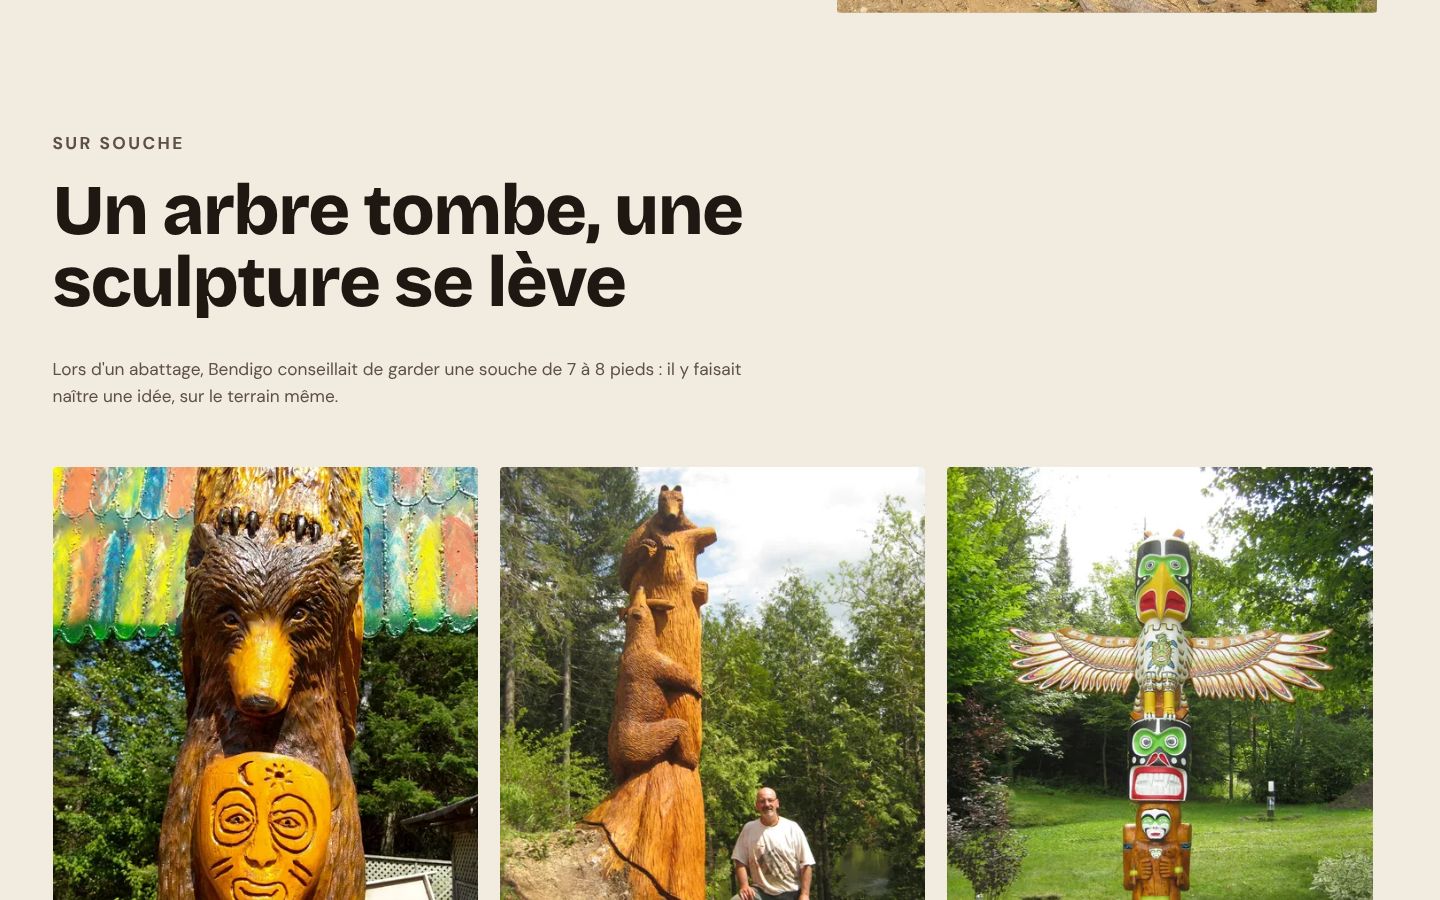 SUR SOUCHE
Un arbre tombe, une
sculpture se lève
Lors d'un abattage, Bendigo conseillait de garder une souche de 7 à 8 pieds : il y faisait
naître une idée, sur le terrain même.